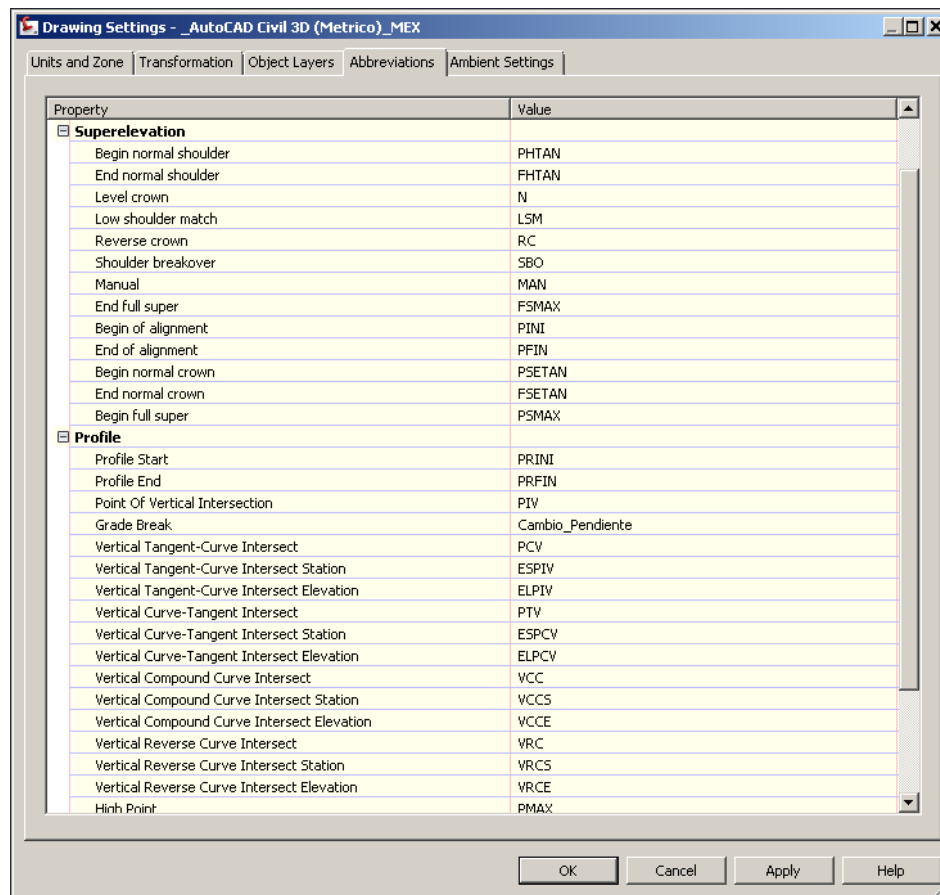 Drawing Settings - _AutoCAD Civil 3D (Metrico)_MEX
Units and Zone Transformation Object Layers Abbreviations Ambient Settings
Property Value
Superelevation
Begin normal shoulder PHTAN
End normal shoulder FHTAN
Level crown N
Low shoulder match LSM
Reverse crown RC
Shoulder breakover SBO
Manual MAN
End full super FSMAX
Begin of alignment PINI
End of alignment PFIN
Begin normal crown PSETAN
End normal crown FSETAN
Begin full super PSMAX
Profile
Profile Start PRINI
Profile End PRFIN
Point Of Vertical Intersection PIV
Grade Break Cambio_Pendiente
Vertical Tangent-Curve Intersect PCV
Vertical Tangent-Curve Intersect Station ESPIV
Vertical Tangent-Curve Intersect Elevation ELPIV
Vertical Curve-Tangent Intersect PTV
Vertical Curve-Tangent Intersect Station ESPCV
Vertical Curve-Tangent Intersect Elevation ELPCV
Vertical Compound Curve Intersect VCC
Vertical Compound Curve Intersect Station VCCS
Vertical Compound Curve Intersect Elevation VCCE
Vertical Reverse Curve Intersect VRC
Vertical Reverse Curve Intersect Station VRCS
Vertical Reverse Curve Intersect Elevation VRCE
High Point PMAX
OK Cancel Apply Help